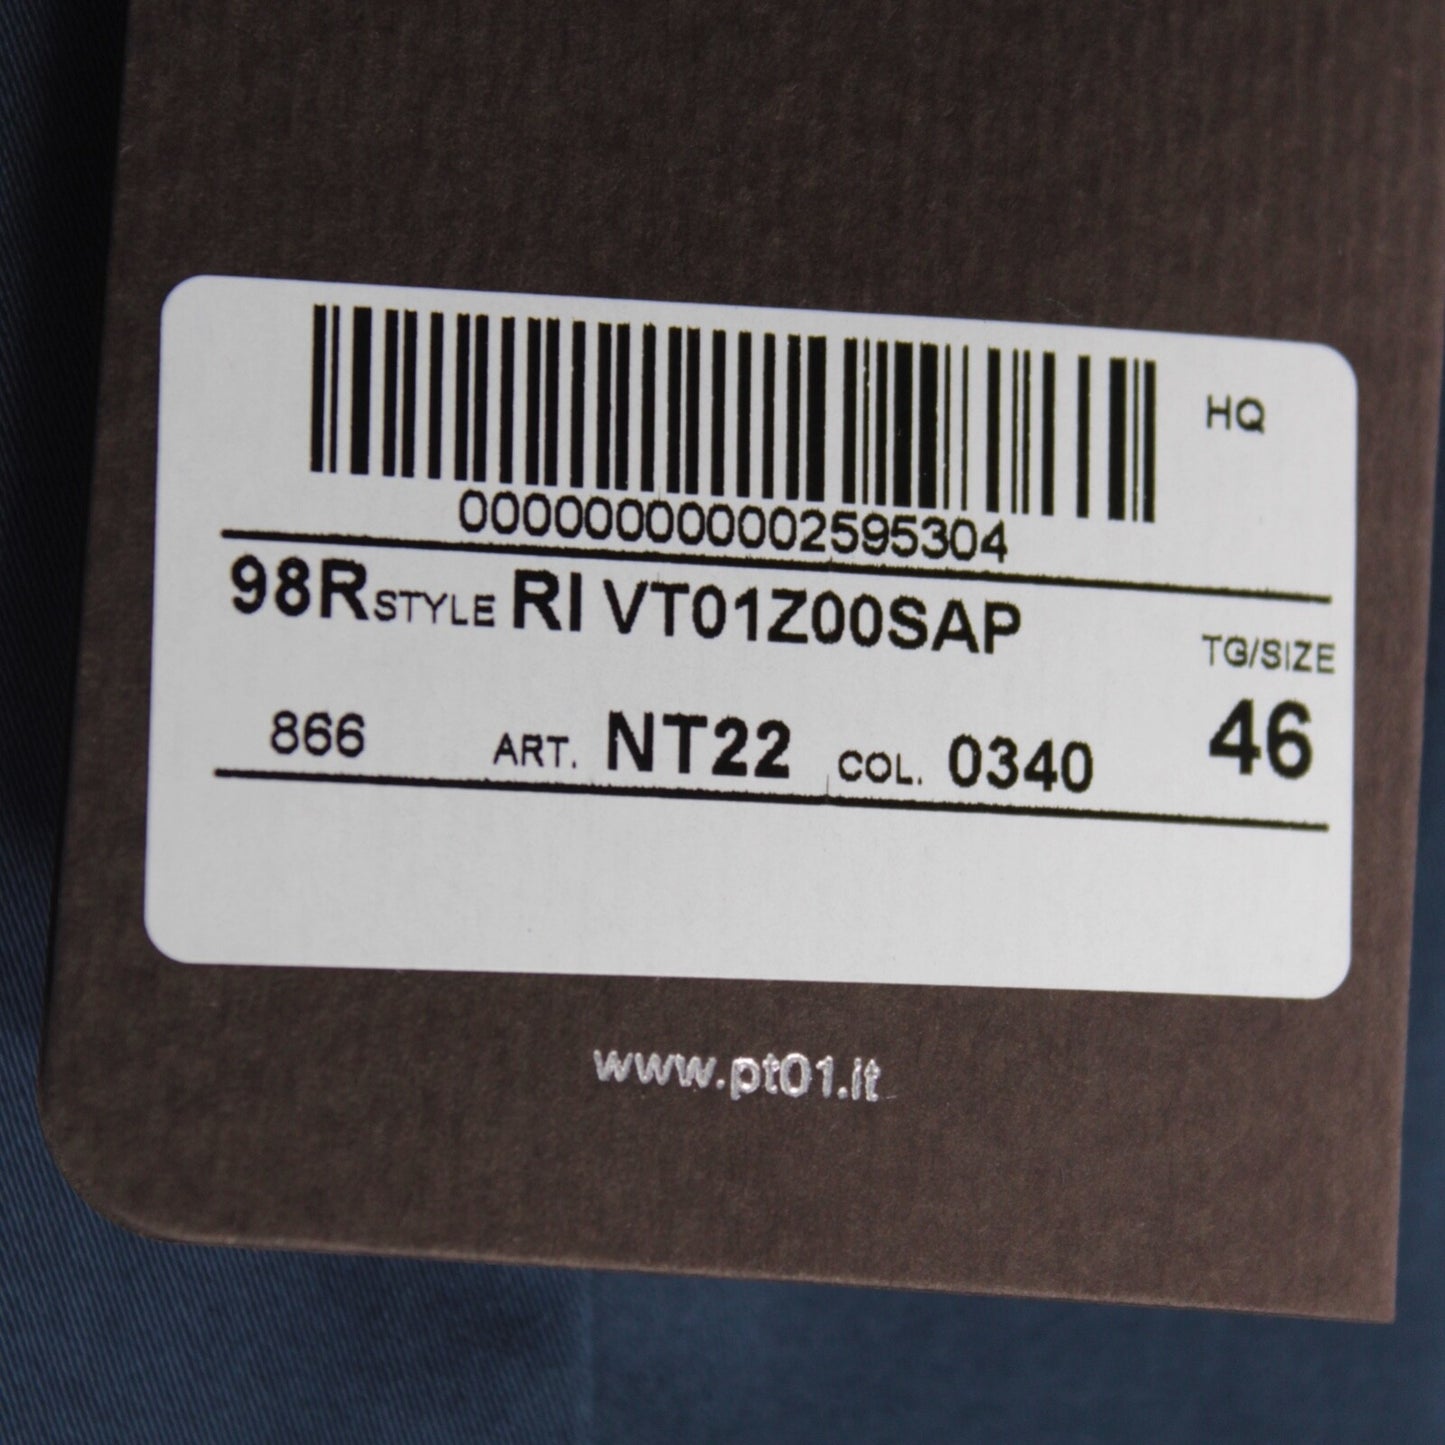 HQ
000000000002595304
98R STYLE RI VT01Z00SAP
TG/SIZE
866 ART. NT22 COL. 0340 46
www.pt01.it